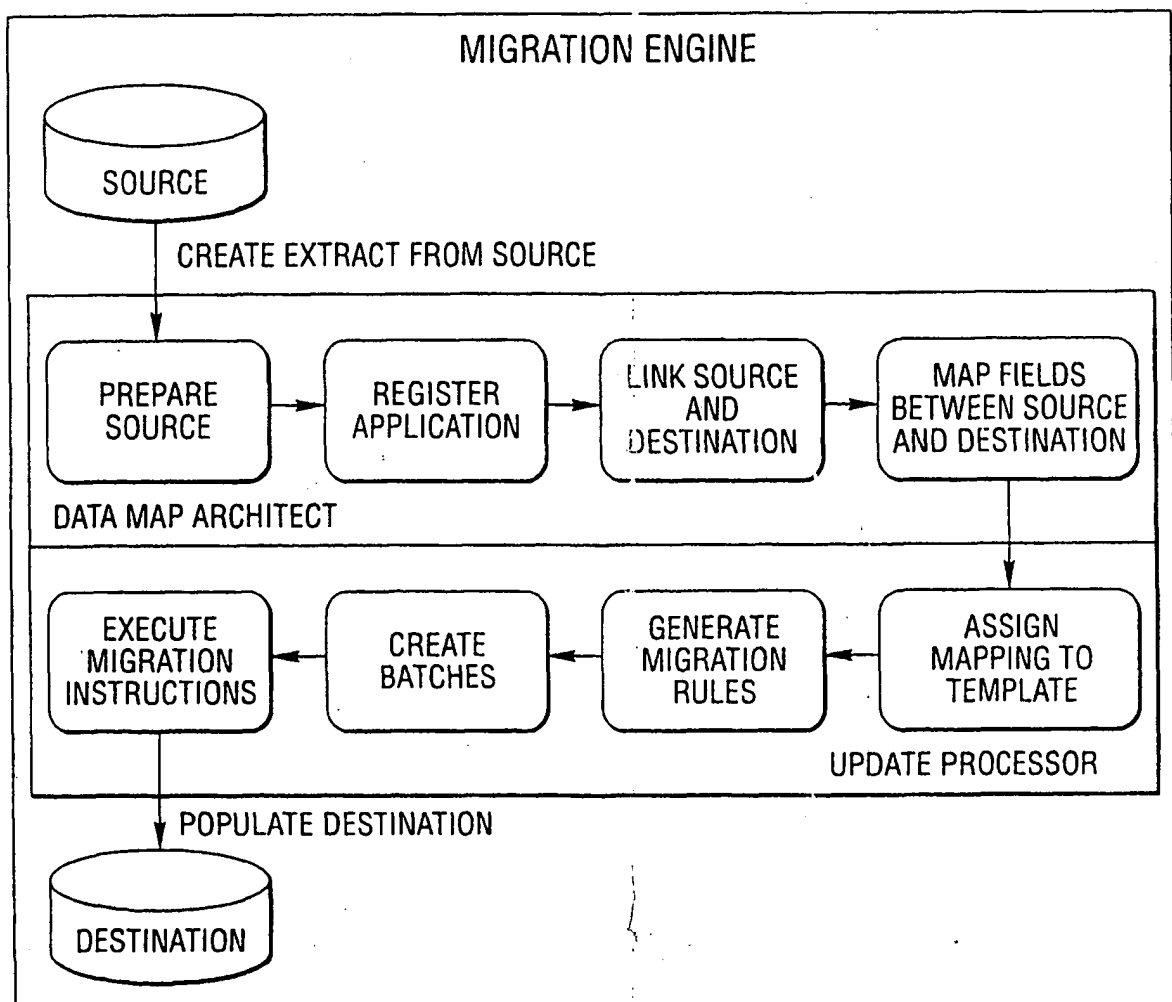 MIGRATION ENGINE
SOURCE
CREATE EXTRACT FROM SOURCE
PREPARE
SOURCE
REGISTER
APPLICATION
LINK SOURCE
AND
DESTINATION
MAP FIELDS
BETWEEN SOURCE
AND DESTINATION
DATA MAP ARCHITECT
EXECUTE
MIGRATION
INSTRUCTIONS
CREATE
BATCHES
GENERATE
MIGRATION
RULES
ASSIGN
MAPPING TO
TEMPLATE
UPDATE PROCESSOR
POPULATE DESTINATION
DESTINATION